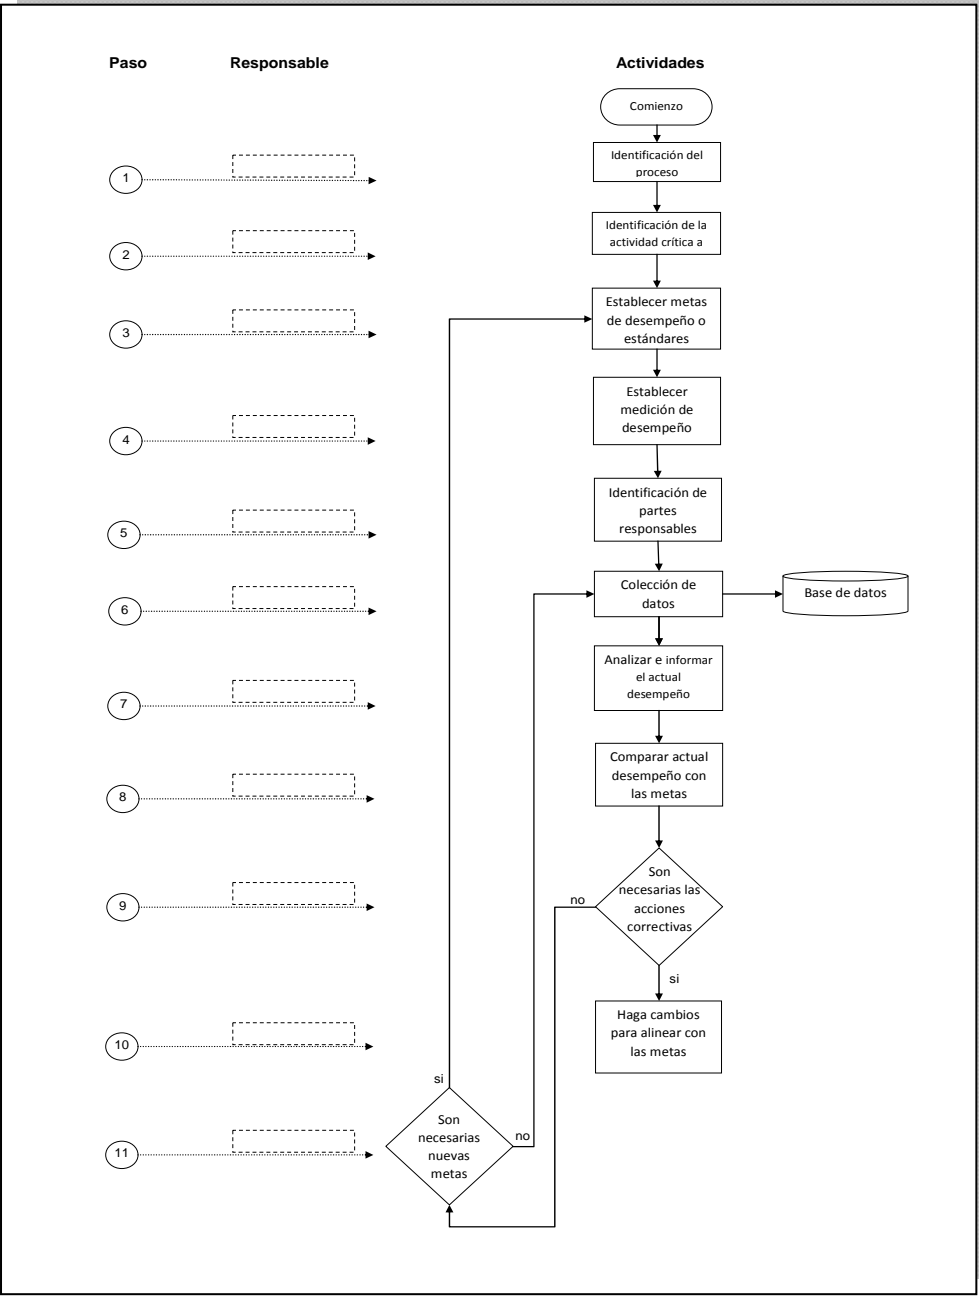 Paso Responsable Actividades
Comienzo
1
Identificación del
proceso
2
Identificación de la
actividad crítica a
3
Establecer metas
de desempeño o
estándares
4
Establecer
medición de
desempeño
5
Identificación de
partes
responsables
6
Colección de
datos
Base de datos
7
Analizar e informar
el actual
desempeño
8
Comparar actual
desempeño con
las metas
9
Son
necesarias las
acciones
correctivas
no
si
10
Haga cambios
para alinear con
las metas
si
11
Son
necesarias
nuevas
metas
no